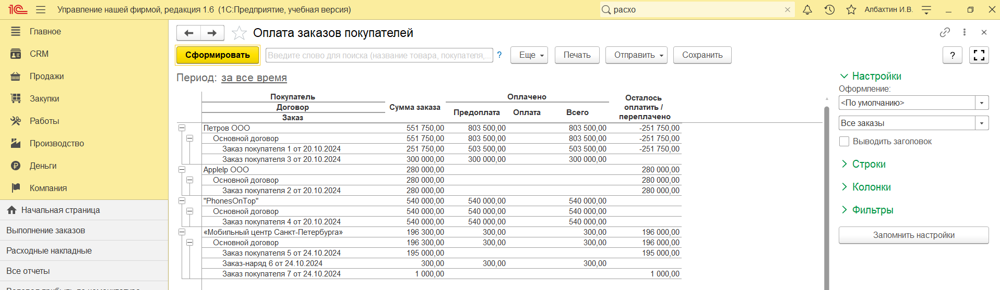 1С Управление нашей фирмой, редакция 1.6 (1С:Предприятие, учебная версия) расхо Албахтин И.В.
Главное
CRM
Продажи
Закупки
Работы
Производство
Деньги
Компания
Начальная страница
Выполнение заказов
Расходные накладные
Все отчеты
Оплата заказов покупателей
Сформировать Введите слово для поиска (название товара, покупателя,... ? Еще Печать Отправить Сохранить ?
Период: за все время
Покупатель
Договор
Заказ
Сумма заказа
Оплачено
Предоплата Оплата Всего
Осталось
оплатить /
переплачено
Петров ООО 551 750,00 803 500,00 803 500,00 -251 750,00
Основной договор 551 750,00 803 500,00 803 500,00 -251 750,00
Заказ покупателя 1 от 20.10.2024 251 750,00 503 500,00 503 500,00 -251 750,00
Заказ покупателя 3 от 20.10.2024 300 000,00 300 000,00 300 000,00
Applelp ООО 280 000,00 280 000,00
Основной договор 280 000,00 280 000,00
Заказ покупателя 2 от 20.10.2024 280 000,00 280 000,00
"PhonesOnTop" 540 000,00 540 000,00 540 000,00
Основной договор 540 000,00 540 000,00 540 000,00
Заказ покупателя 4 от 20.10.2024 540 000,00 540 000,00 540 000,00
«Мобильный центр Санкт-Петербурга» 196 300,00 300,00 300,00 196 000,00
Основной договор 196 300,00 300,00 300,00 196 000,00
Заказ покупателя 5 от 24.10.2024 195 000,00 195 000,00
Заказ-наряд 6 от 24.10.2024 300,00 300,00 300,00
Заказ покупателя 7 от 24.10.2024 1 000,00 1 000,00
Настройки
Оформление:
<По умолчанию>
Все заказы
Выводить заголовок
Строки
Колонки
Фильтры
Запомнить настройки